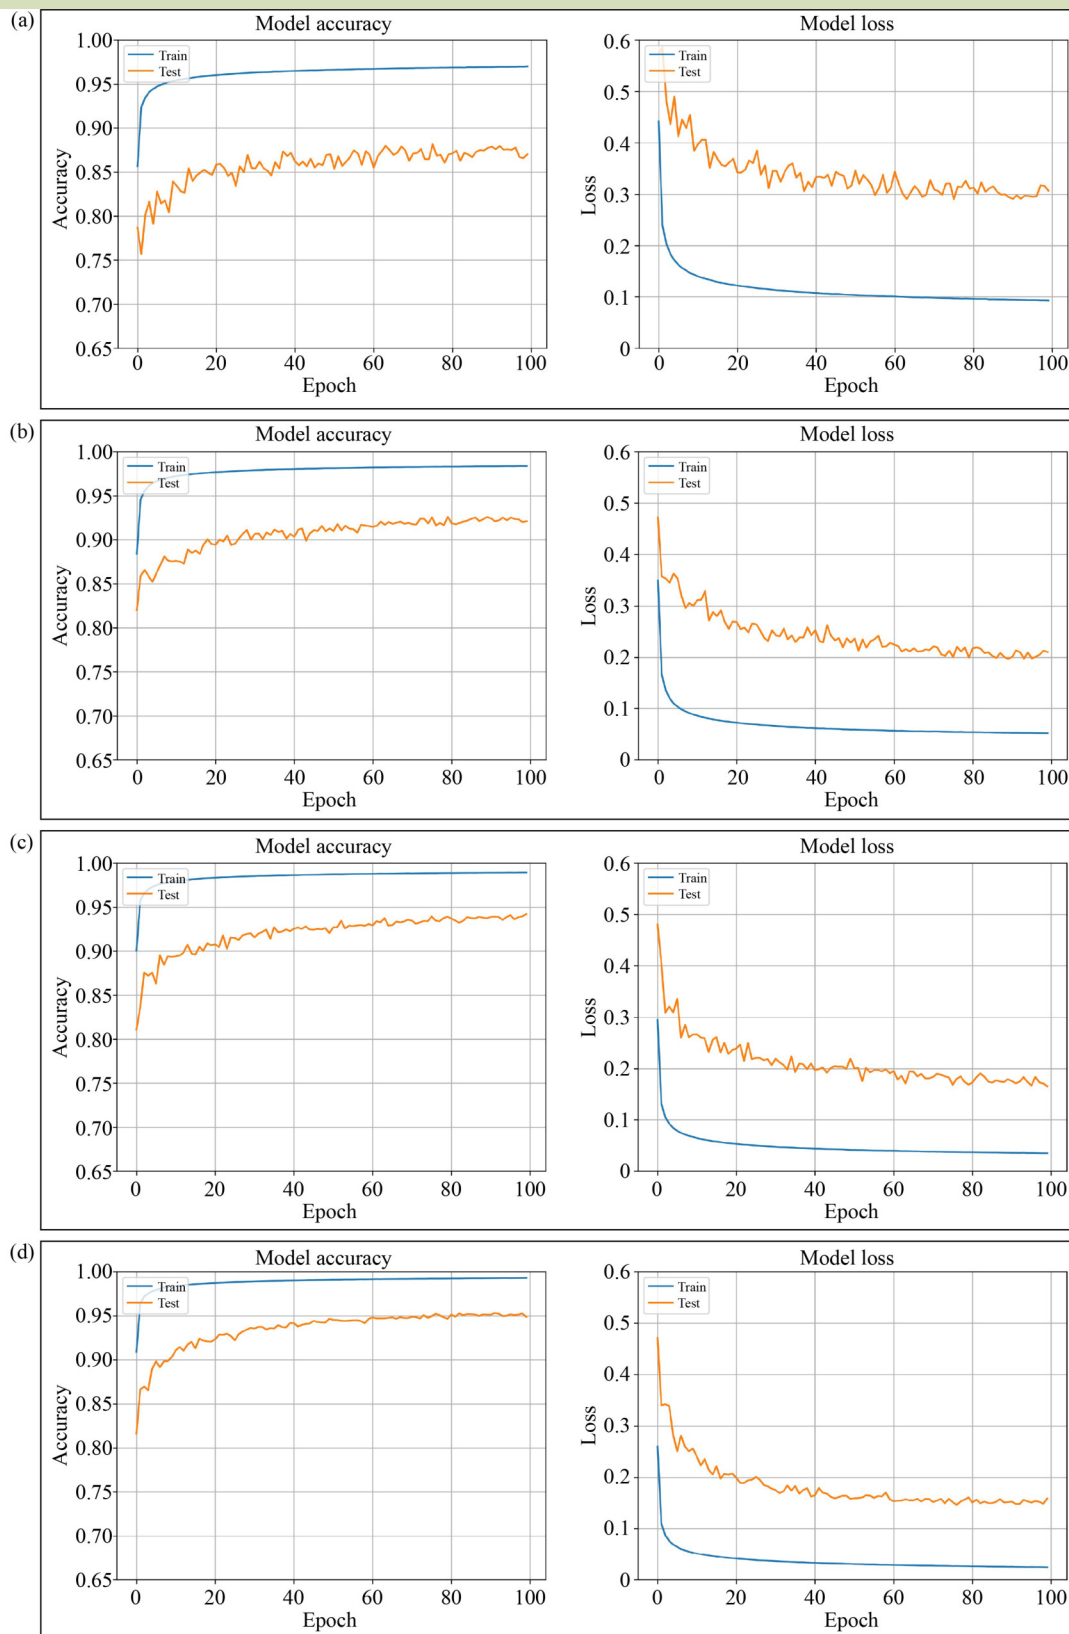 (a)
Model accuracy
Model loss
1.00
0.95
0.90
0.85
0.80
0.75
0.70
0.65
Accuracy
Train
Test
0 20 40 60 80 100
Epoch
0.6
0.5
0.4
0.3
0.2
0.1
0
Loss
Train
Test
0 20 40 60 80 100
Epoch
(b)
Model accuracy
Model loss
1.00
0.95
0.90
0.85
0.80
0.75
0.70
0.65
Accuracy
Train
Test
0 20 40 60 80 100
Epoch
0.6
0.5
0.4
0.3
0.2
0.1
0
Loss
Train
Test
0 20 40 60 80 100
Epoch
(c)
Model accuracy
Model loss
1.00
0.95
0.90
0.85
0.80
0.75
0.70
0.65
Accuracy
Train
Test
0 20 40 60 80 100
Epoch
0.6
0.5
0.4
0.3
0.2
0.1
0
Loss
Train
Test
0 20 40 60 80 100
Epoch
(d)
Model accuracy
Model loss
1.00
0.95
0.90
0.85
0.80
0.75
0.70
0.65
Accuracy
Train
Test
0 20 40 60 80 100
Epoch
0.6
0.5
0.4
0.3
0.2
0.1
0
Loss
Train
Test
0 20 40 60 80 100
Epoch